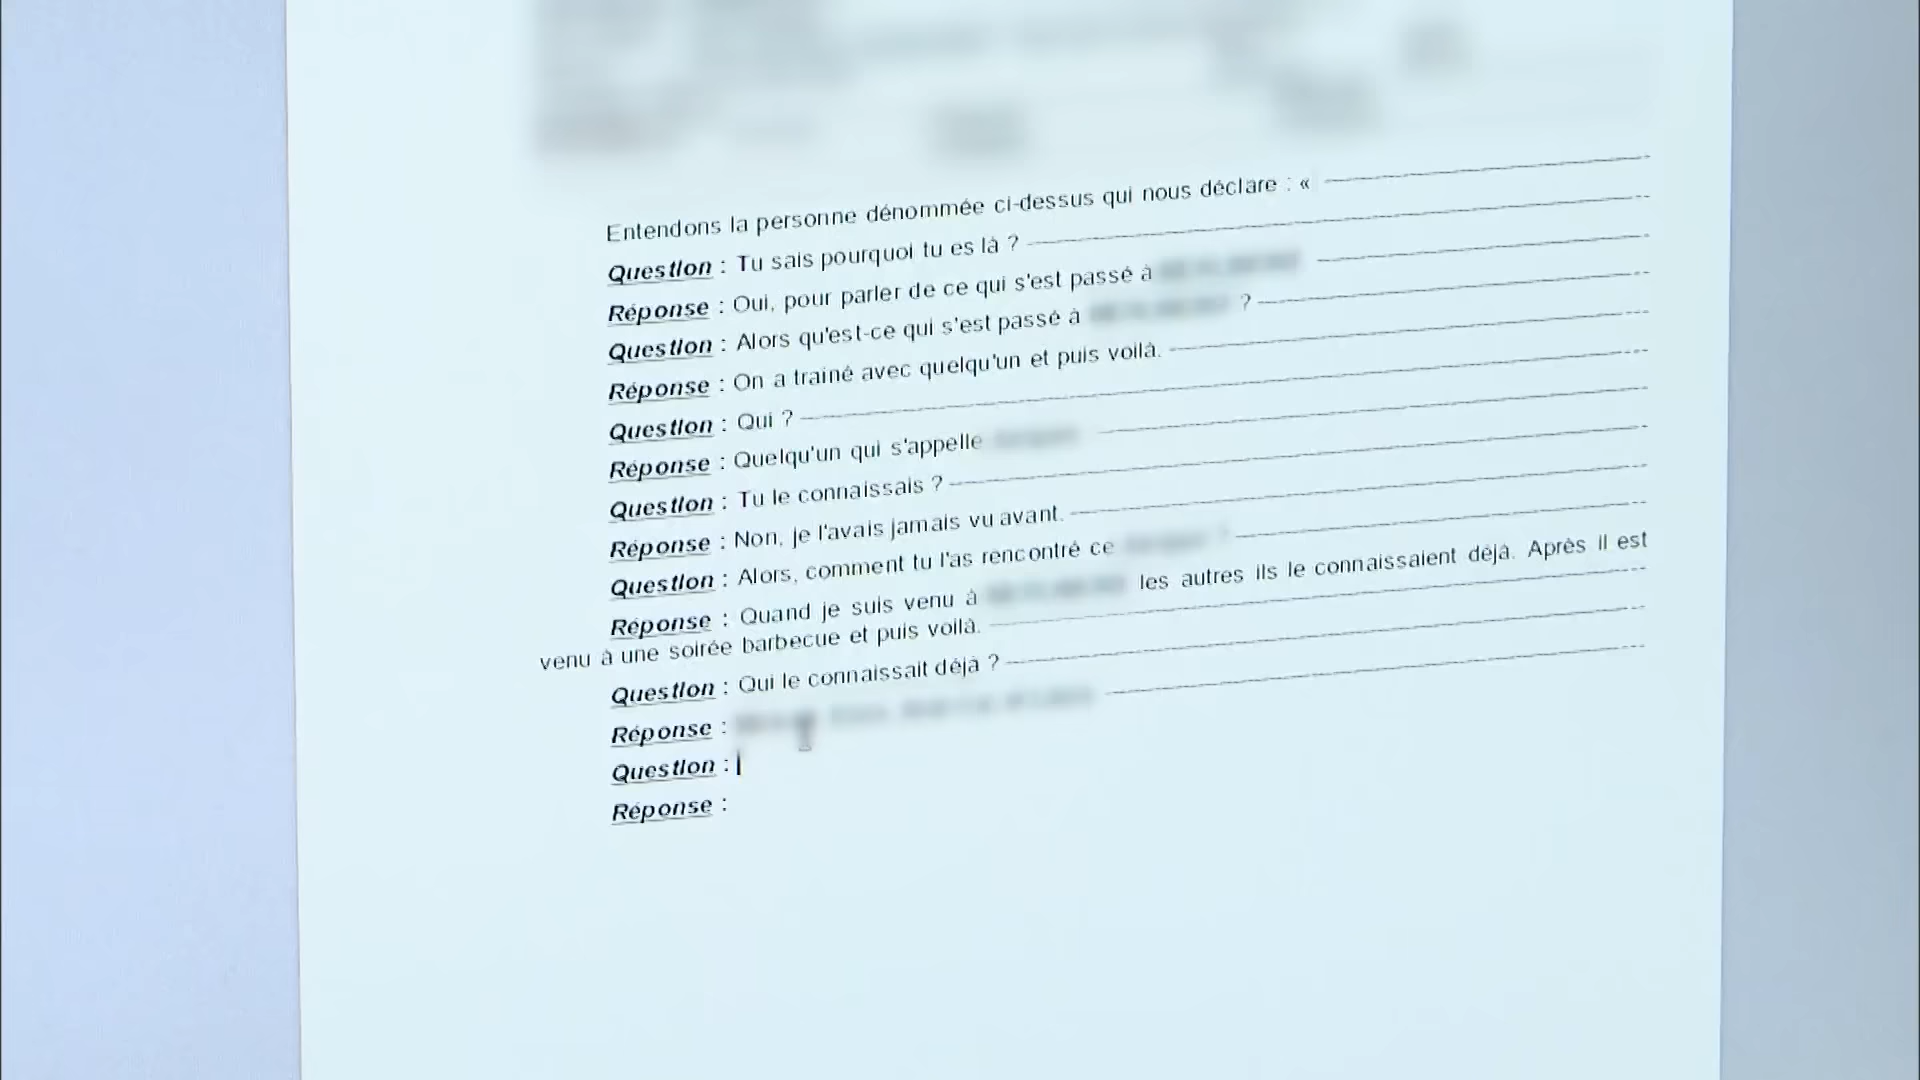 Entendons la personne dénommée ci-dessus qui nous déclare : «
Question : Tu sais pourquoi tu es là ?
Réponse : Oui, pour parler de ce qui s'est passé à
Question : Alors qu'est-ce qui s'est passé à ?
Réponse : On a trainé avec quelqu'un et puis voilà.
Question : Qui ?
Réponse : Quelqu'un qui s'appelle
Question : Tu le connaissais ?
Réponse : Non, je l'avais jamais vu avant.
Question : Alors, comment tu l'as rencontré ce ?
Réponse : Quand je suis venu à les autres ils le connaissaient déjà. Après il est
venu à une soirée barbecue et puis voilà.
Question : Qui le connaissait déjà ?
Réponse :
Question :
Réponse :